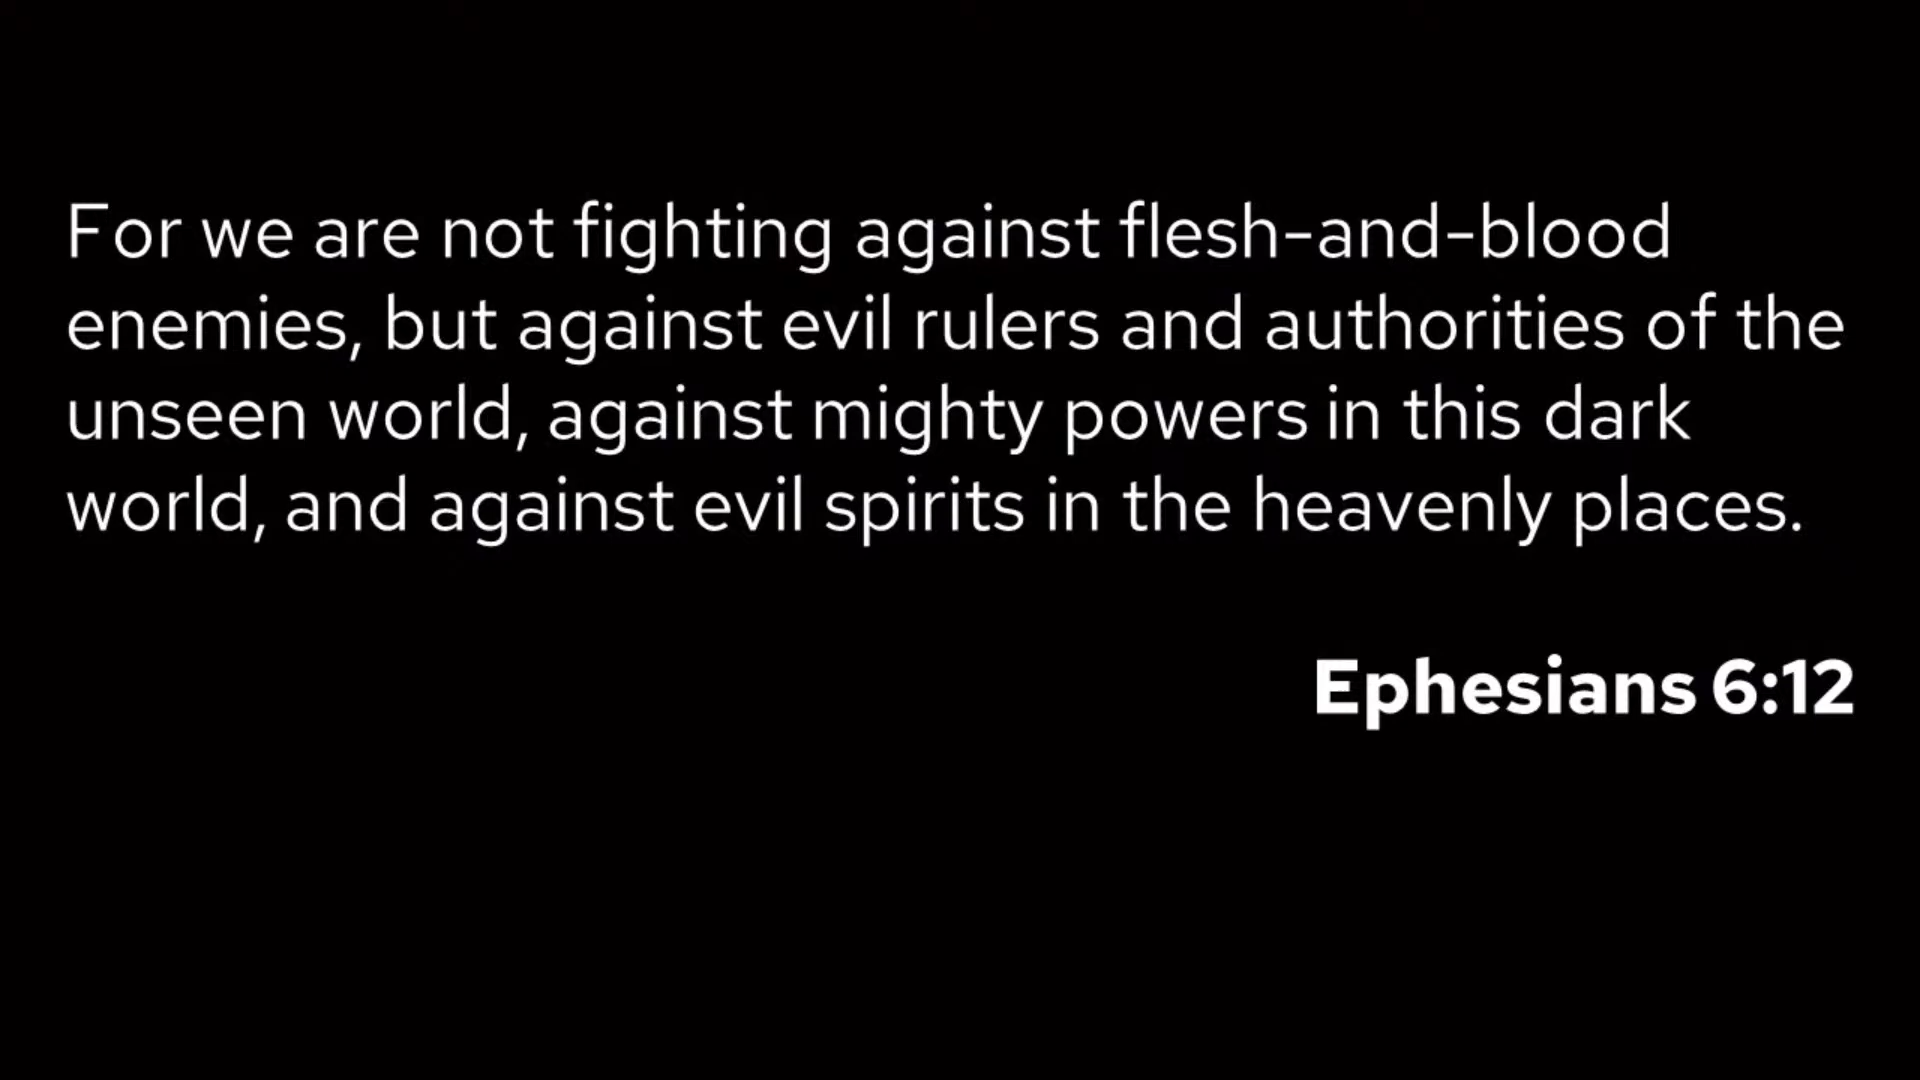 For we are not fighting against flesh-and-blood
enemies, but against evil rulers and authorities of the
unseen world, against mighty powers in this dark
world, and against evil spirits in the heavenly places.
Ephesians 6:12